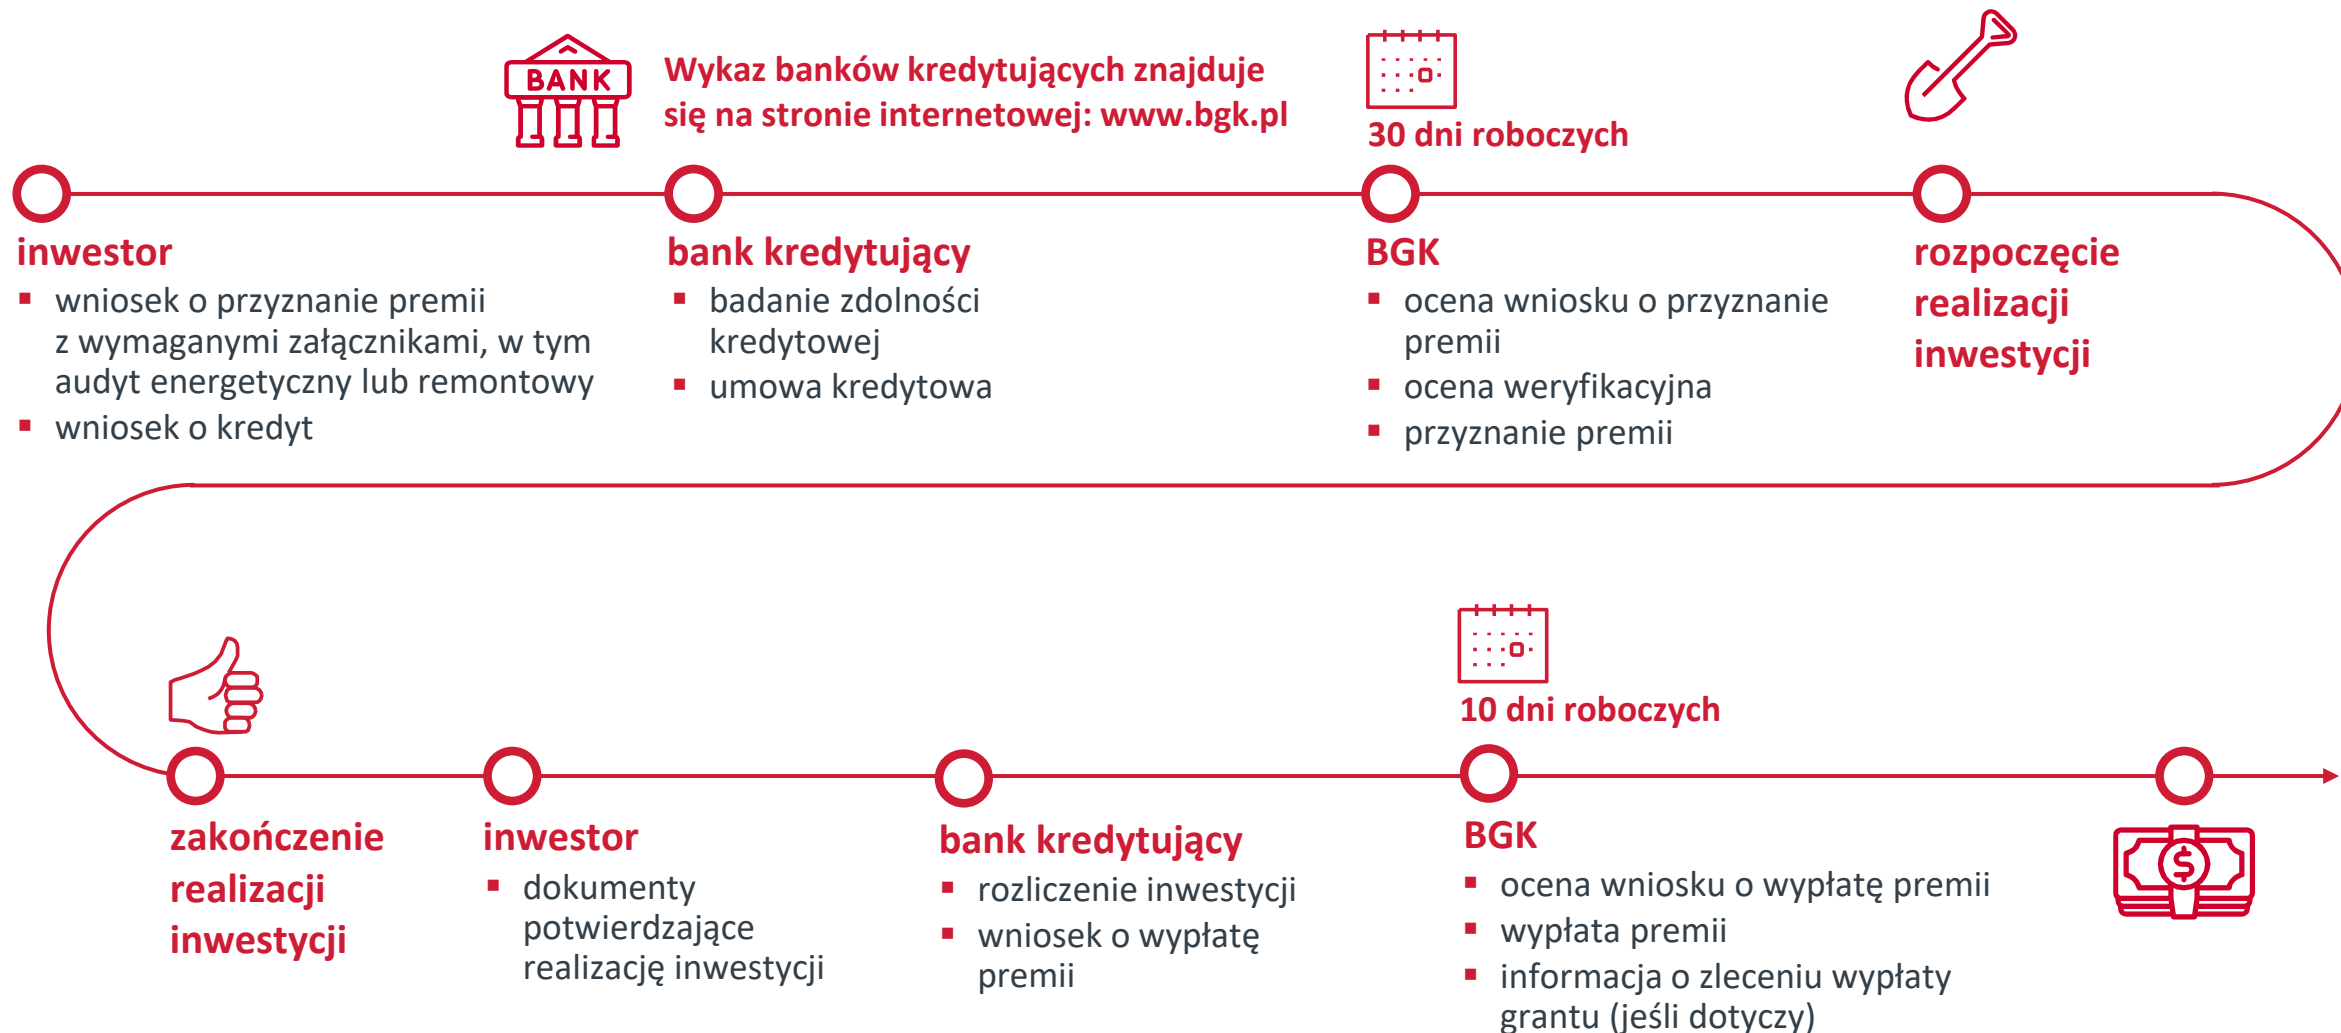 BANK
Wykaz banków kredytujących znajduje
się na stronie internetowej: www.bgk.pl
30 dni roboczych
inwestor
▪ wniosek o przyznanie premii
z wymaganymi załącznikami, w tym
audyt energetyczny lub remontowy
▪ wniosek o kredyt
bank kredytujący
▪ badanie zdolności
kredytowej
▪ umowa kredytowa
BGK
▪ ocena wniosku o przyznanie
premii
▪ ocena weryfikacyjna
▪ przyznanie premii
rozpoczęcie
realizacji
inwestycji
zakończenie
realizacji
inwestycji
inwestor
▪ dokumenty
potwierdzające
realizację inwestycji
bank kredytujący
▪ rozliczenie inwestycji
▪ wniosek o wypłatę
premii
10 dni roboczych
BGK
▪ ocena wniosku o wypłatę premii
▪ wypłata premii
▪ informacja o zleceniu wypłaty
grantu (jeśli dotyczy)
$